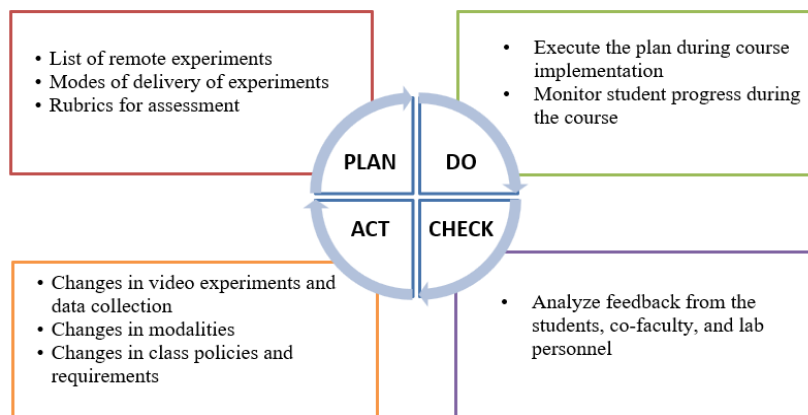 • List of remote experiments
• Modes of delivery of experiments
• Rubrics for assessment
• Execute the plan during course
implementation
• Monitor student progress during
the course
PLAN
DO
ACT
CHECK
• Changes in video experiments and
data collection
• Changes in modalities
• Changes in class policies and
requirements
• Analyze feedback from the
students, co-faculty, and lab
personnel